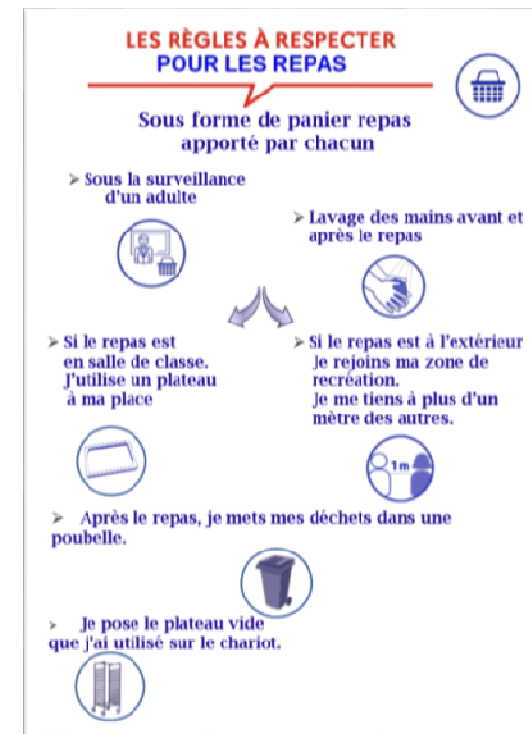 LES RÈGLES À RESPECTER
POUR LES REPAS
Sous forme de panier repas
apporté par chacun
➢ Sous la surveillance
d'un adulte
➢ Lavage des mains avant et
après le repas
➢ Si le repas est
en salle de classe.
J'utilise un plateau
à ma place
➢ Si le repas est à l'extérieur
Je rejoins ma zone de
recréation.
Je me tiens à plus d'un
mètre des autres.
1m
➢ Après le repas, je mets mes déchets dans une
poubelle.
➢ Je pose le plateau vide
que j'ai utilisé sur le chariot.